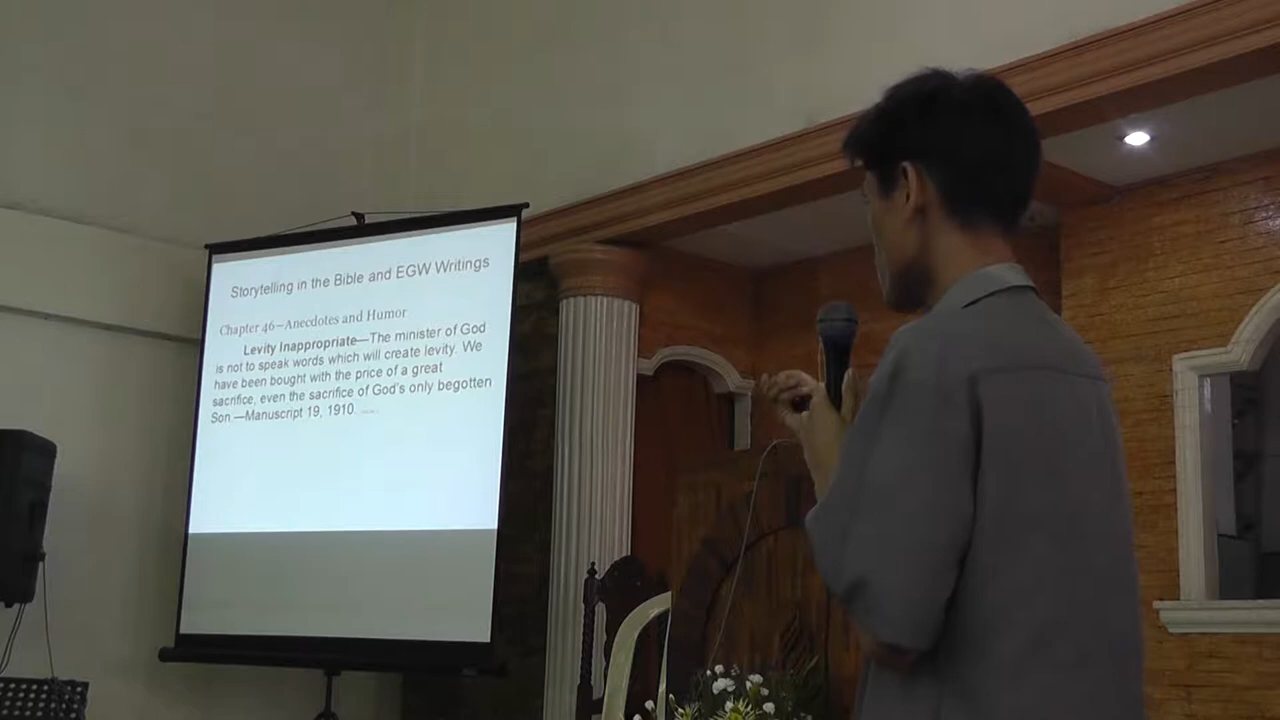 Storytelling in the Bible and EGW Writings
Chapter 46—Anecdotes and Humor
Levity Inappropriate—The minister of God
is not to speak words which will create levity. We
have been bought with the price of a great
sacrifice, even the sacrifice of God's only begotten
Son.—Manuscript 19, 1910.